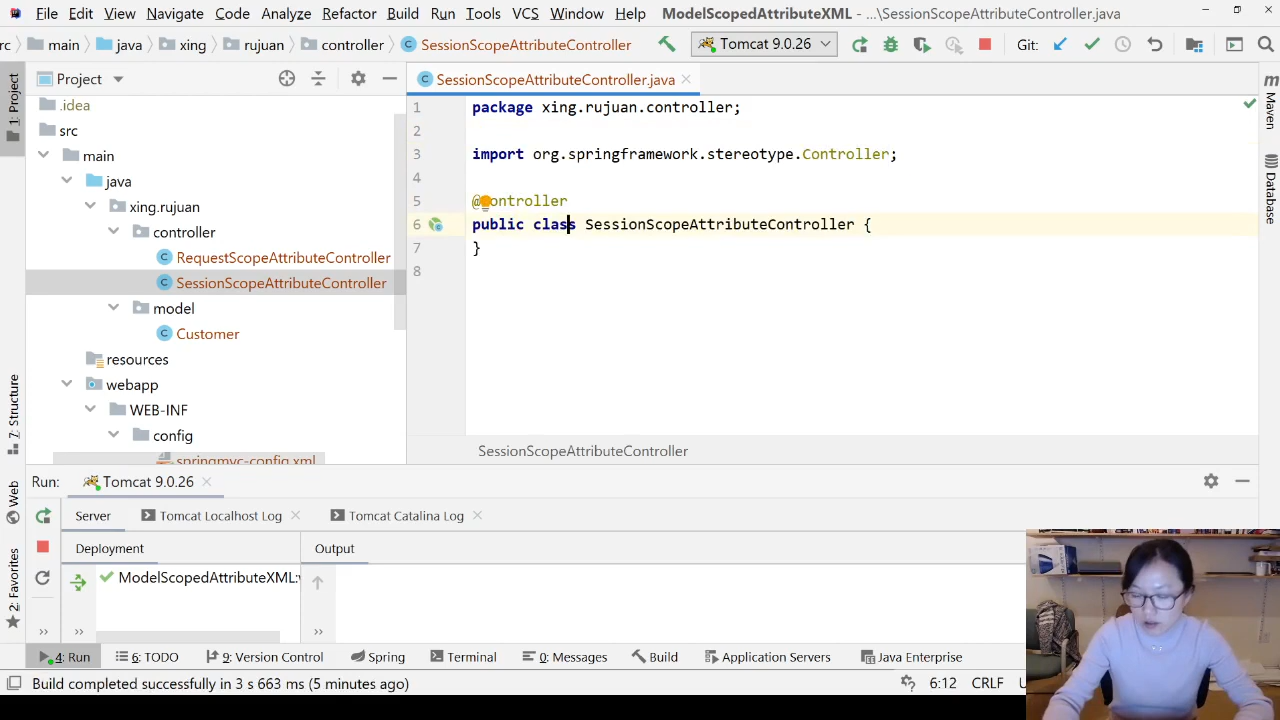 File Edit View Navigate Code Analyze Refactor Build Run Tools VCS Window Help ModelScopedAttributeXML - ...\SessionScopeAttributeController.java
rc main java xing rujuan controller SessionScopeAttributeController Tomcat 9.0.26 Git:
Project
SessionScopeAttributeController.java
1: Project
7: Structure
Web
2: Favorites
.idea
src
main
java
xing.rujuan
controller
RequestScopeAttributeController
SessionScopeAttributeController
model
Customer
resources
webapp
WEB-INF
config
springmvc-config.xml
1 package xing.rujuan.controller;
2
3 import org.springframework.stereotype.Controller;
4
5 @Controller
6 public class SessionScopeAttributeController {
7 }
8
SessionScopeAttributeController
m Maven
Database
Run: Tomcat 9.0.26
Server Tomcat Localhost Log Tomcat Catalina Log
Deployment Output
ModelScopedAttributeXML:
4: Run 6: TODO 9: Version Control Spring Terminal 0: Messages Build Application Servers Java Enterprise
Build completed successfully in 3 s 663 ms (5 minutes ago) 6:12 CRLF